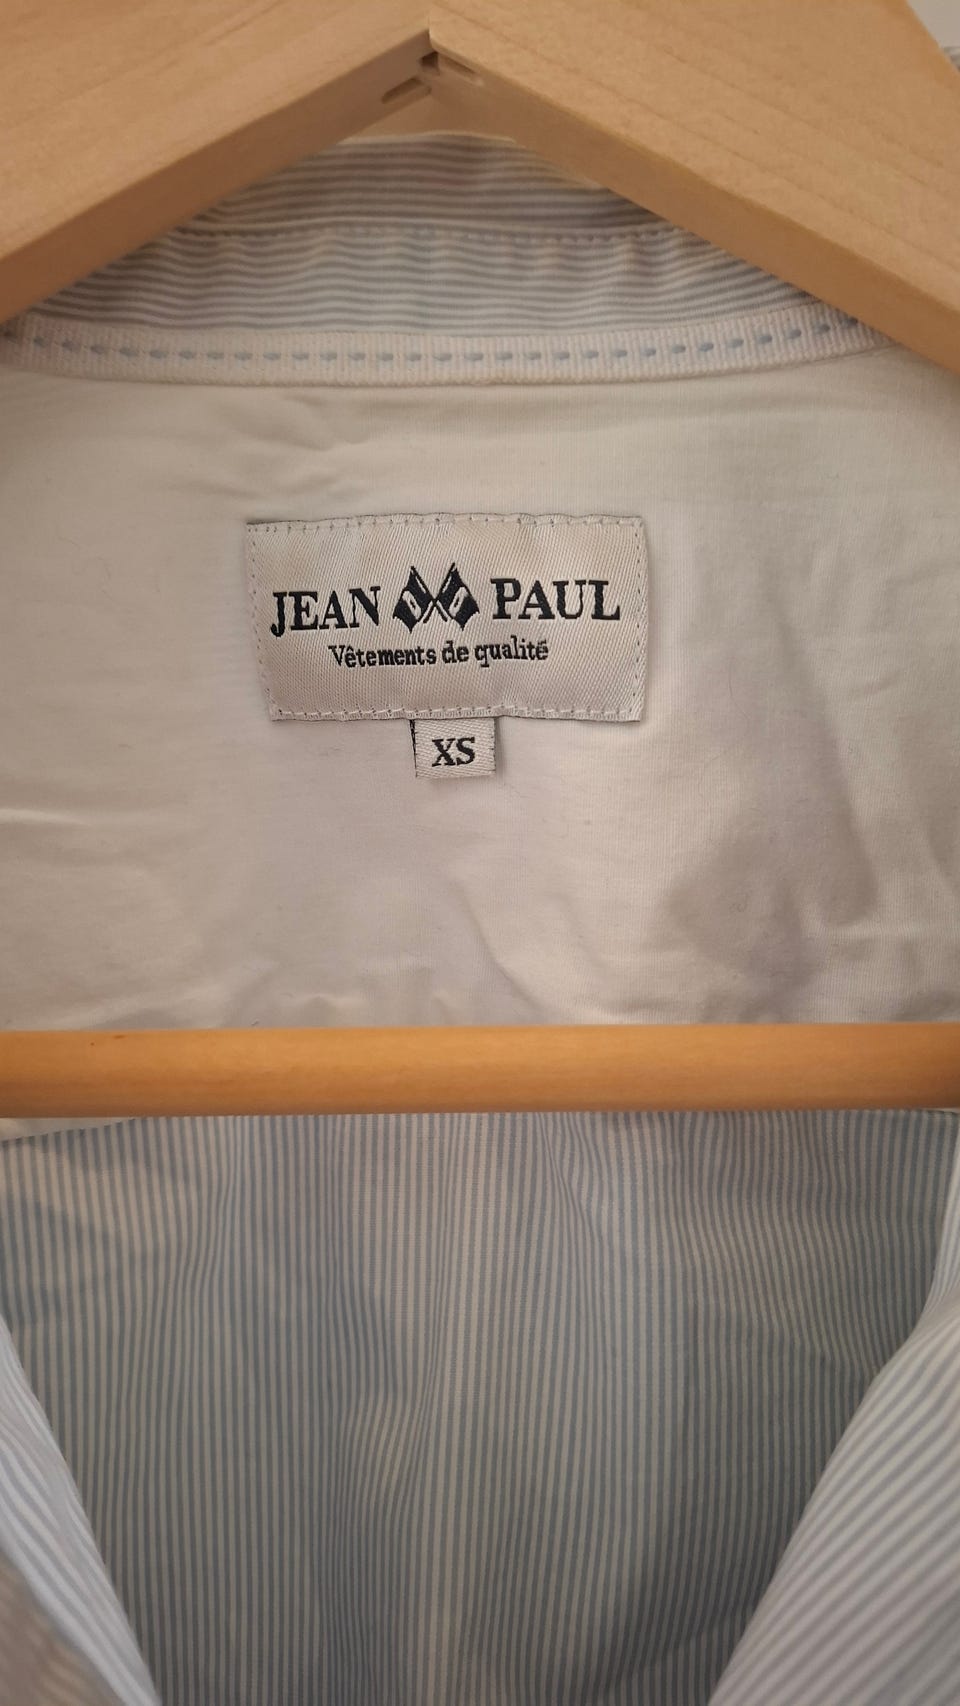 JEAN PAUL
Vêtements de qualité
XS